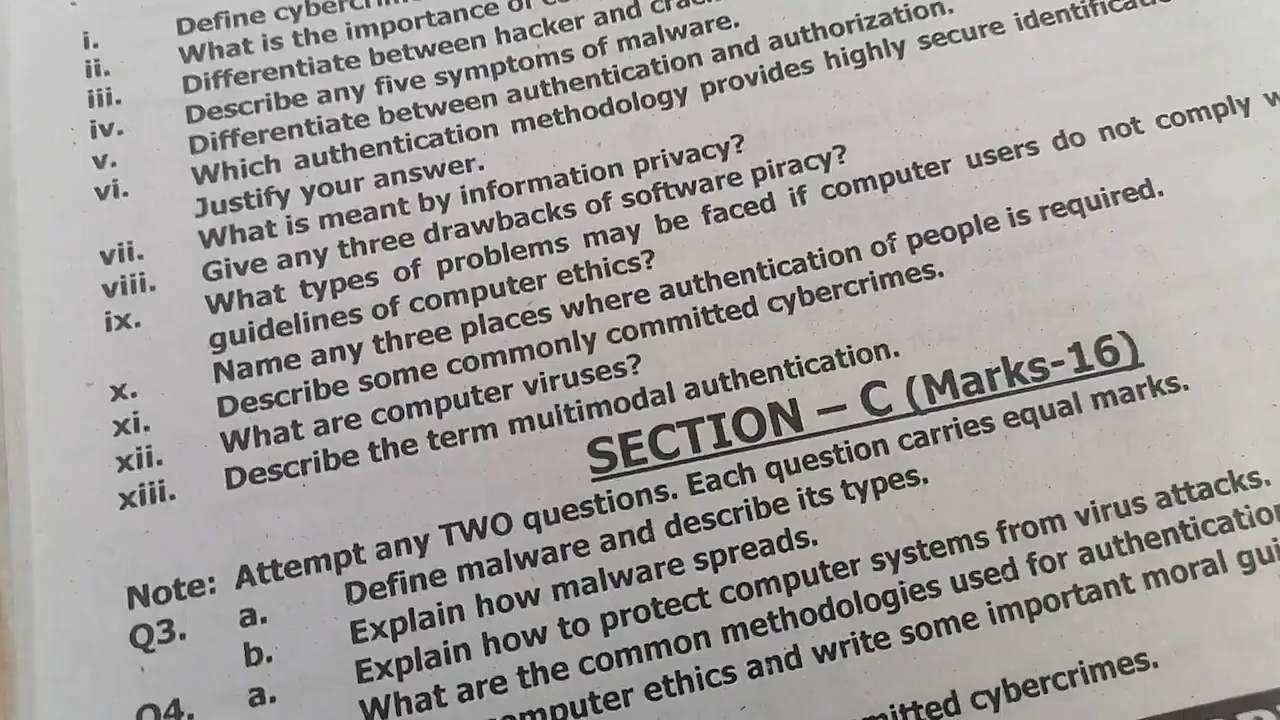 i. Define
ii. What is the importance of
iii. Differentiate between hacker and
iv. Describe any five symptoms of malware.
v. Differentiate between authentication and authorization.
vi. Which authentication methodology provides highly secure
Justify your answer.
vii. What is meant by information privacy?
viii. Give any three drawbacks of software piracy?
ix. What types of problems may be faced if computer users do not comply
guidelines of computer ethics?
x. Name any three places where authentication of people is required.
xi. Describe some commonly committed cybercrimes.
xii. What are computer viruses?
xiii. Describe the term multimodal authentication.
SECTION – C (Marks-16)
Note: Attempt any TWO questions. Each question carries equal marks.
Q3. a. Define malware and describe its types.
b. Explain how malware spreads.
Q4. a. Explain how to protect computer systems from virus attacks.
What are the common methodologies used for
ethics and write some important moral
cybercrimes.